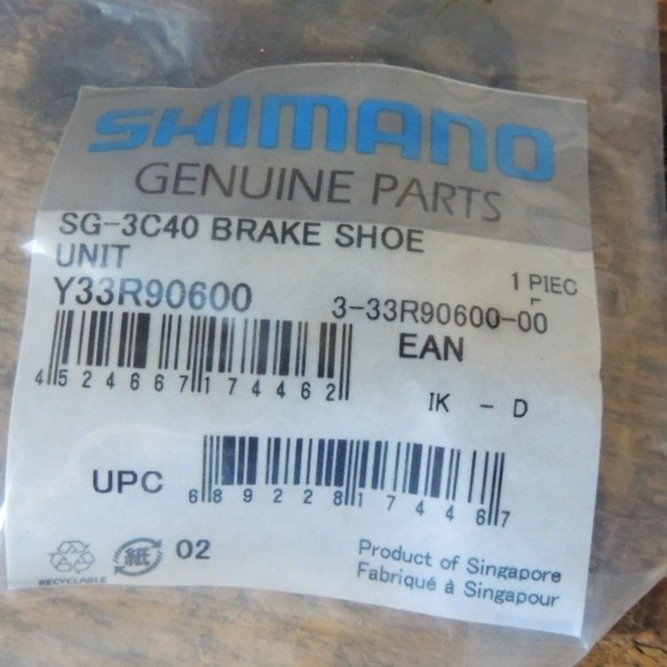 SHIMANO
GENUINE PARTS
SG-3C40 BRAKE SHOE
UNIT
1 PIEC
Y33R90600
3-33R90600-00
EAN
4 524667 174462
IK - D
UPC
6 89228 17446 7
紙 02
RECYCLABLE
Product of Singapore
Fabriqué à Singapour